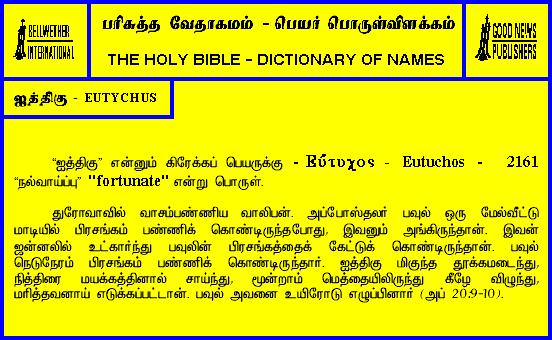 BELLWETHER
INTERNATIONAL
பரிசுத்த வேதாகமம் - பெயர் பொருள்விளக்கம்
THE HOLY BIBLE - DICTIONARY OF NAMES
GOOD NEWS
PUBLISHERS
ஐத்திகு - EUTYCHUS
“ஐத்திகு” என்னும் கிரேக்கப் பெயருக்கு - Εὔτυχος - Eutuchos - 2161
“நல்வாய்ப்பு” "fortunate" என்று பொருள்.
துரோவாவில் வாசம்பண்ணிய வாலிபன். அப்போஸ்தலர் பவுல் ஒரு மேல்வீட்டு
மாடியில் பிரசங்கம் பண்ணிக் கொண்டிருந்தபோது, இவனும் அங்கிருந்தான். இவன்
ஜன்னலில் உட்கார்ந்து பவுலின் பிரசங்கத்தைக் கேட்டுக் கொண்டிருந்தான். பவுல்
நெடுநேரம் பிரசங்கம் பண்ணிக் கொண்டிருந்தார். ஐத்திகு மிகுந்த தூக்கமடைந்து,
நித்திரை மயக்கத்தினால் சாய்ந்து, மூன்றாம் மெத்தையிலிருந்து கீழே விழுந்து,
மரித்தவனாய் எடுக்கப்பட்டான். பவுல் அவனை உயிரோடு எழுப்பினார் (அப் 20.9-10).